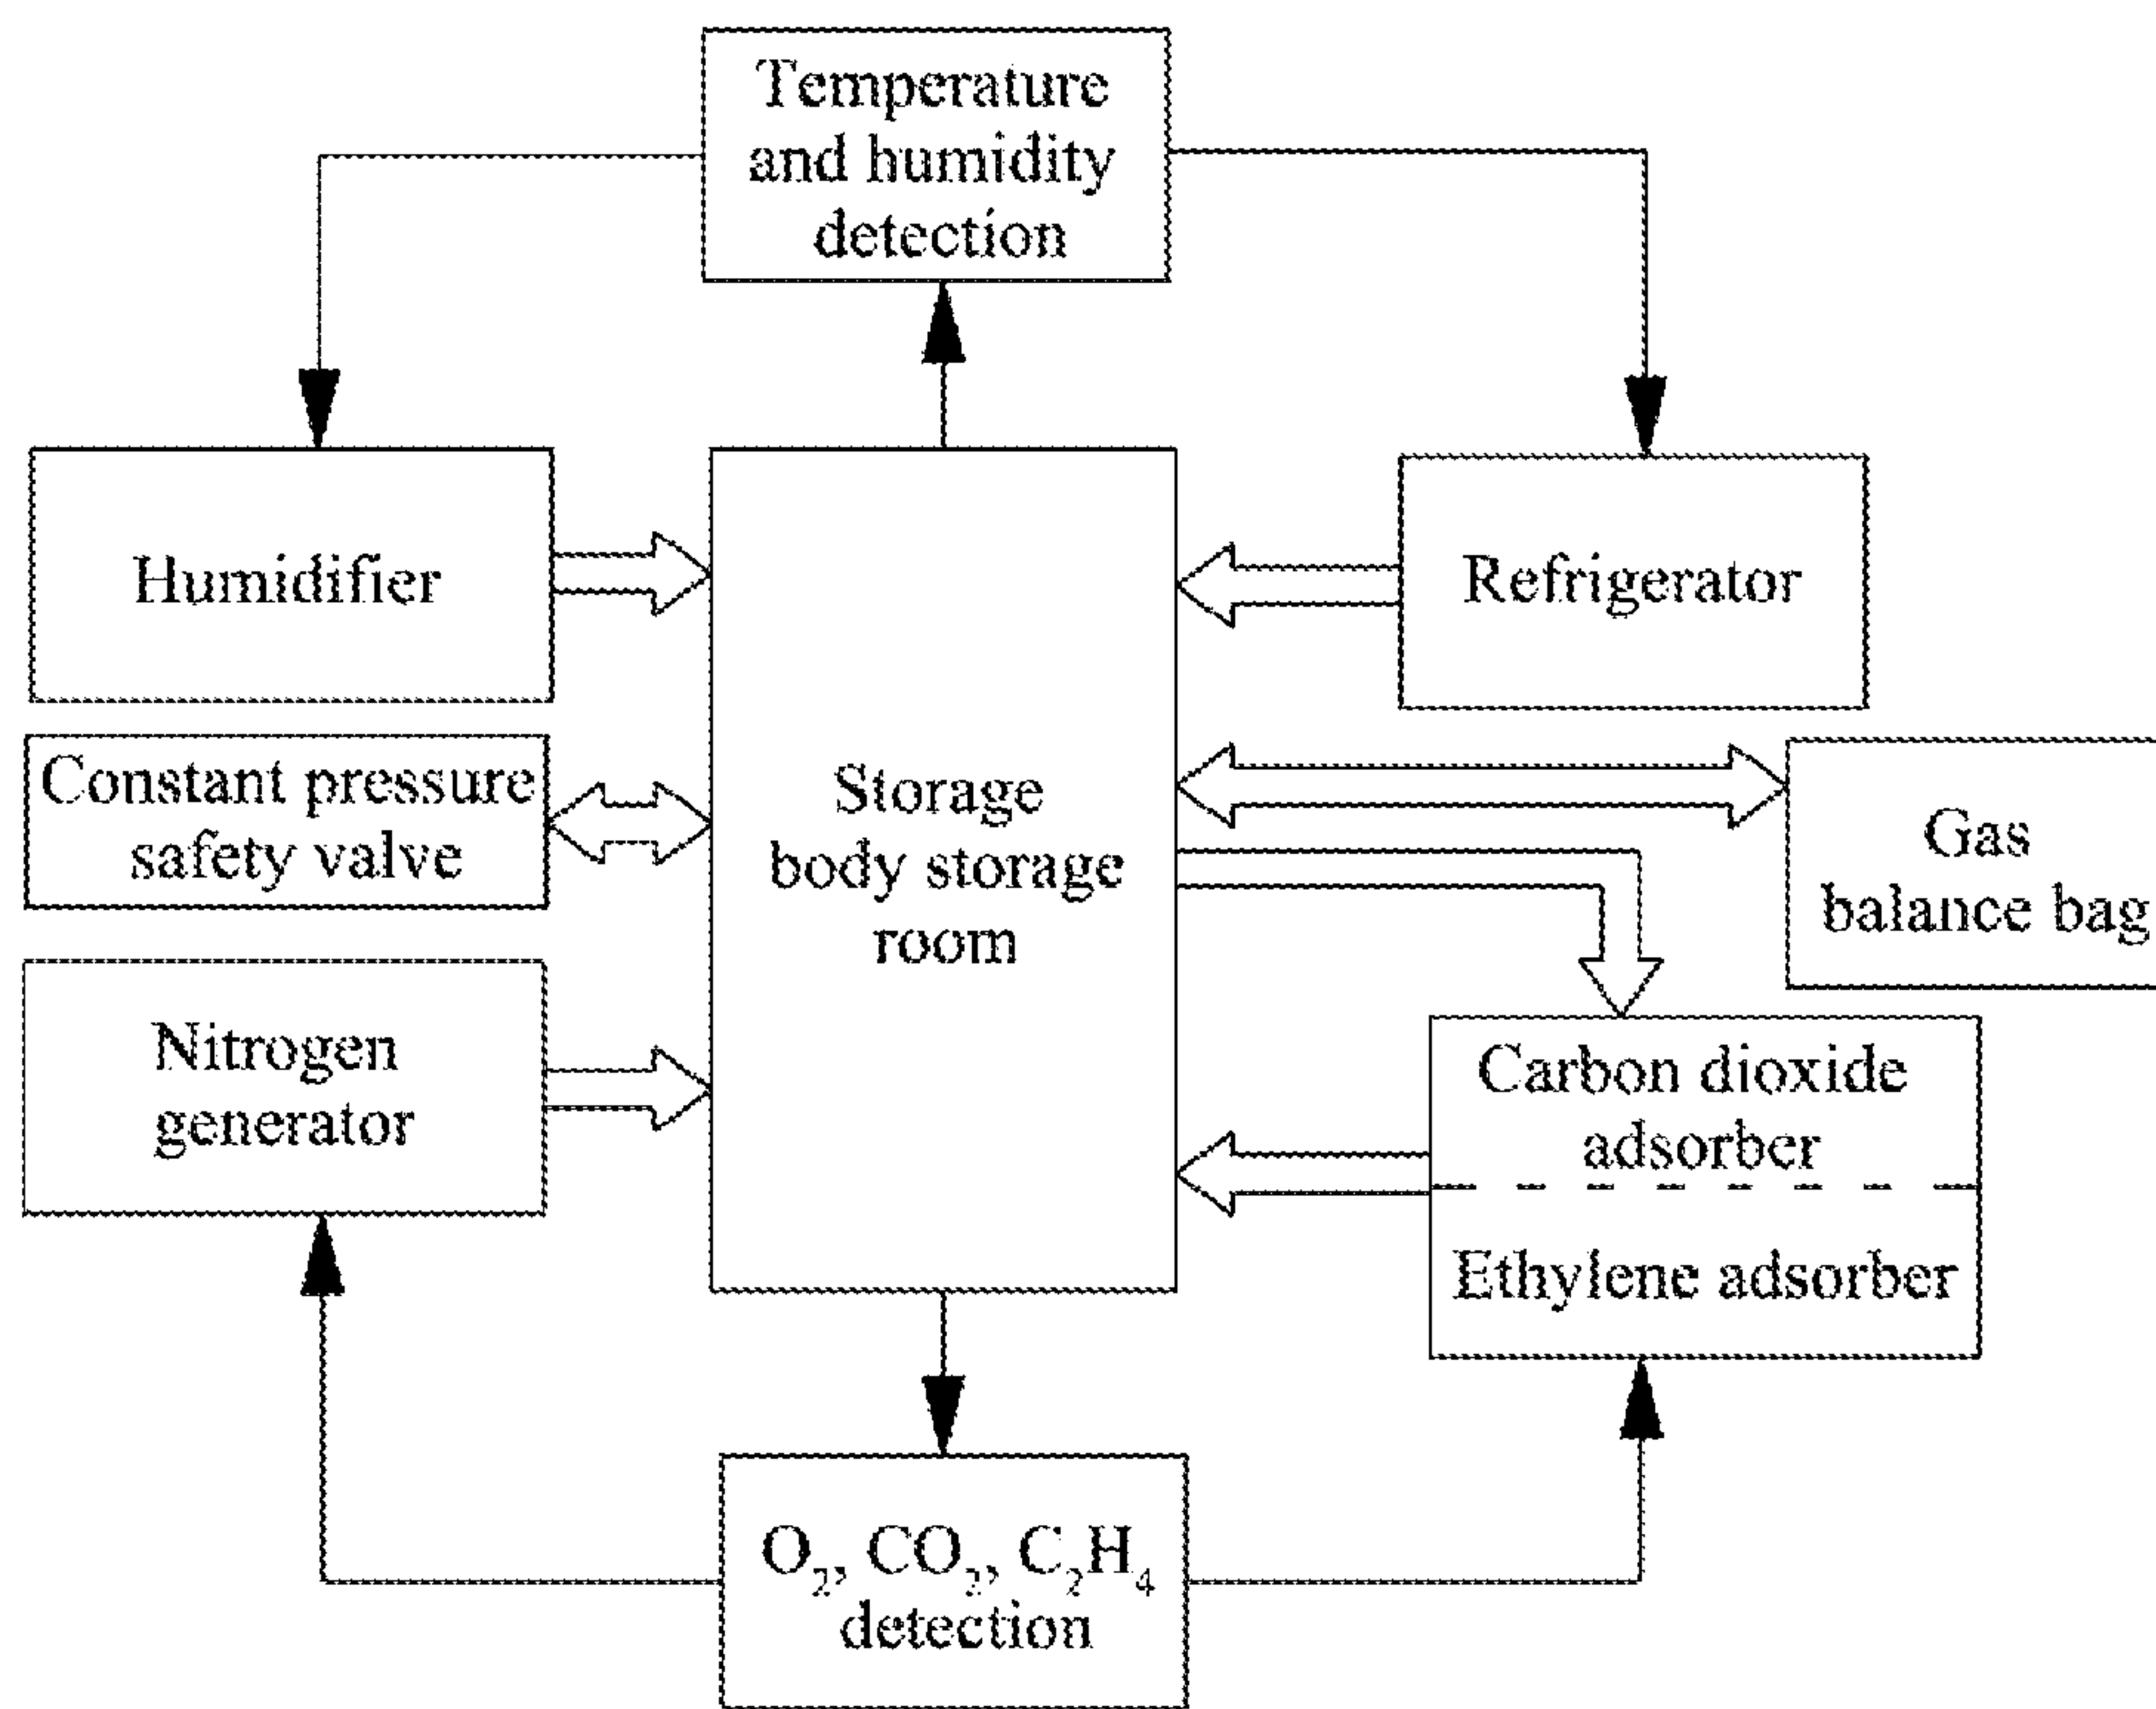 Temperature
and humidity
detection
Humidifier
Refrigerator
Constant pressure
safety valve
Storage
body storage
room
Gas
balance bag
Nitrogen
generator
Carbon dioxide
adsorber
Ethylene adsorber
O₂, CO₂, C₂H₄
detection